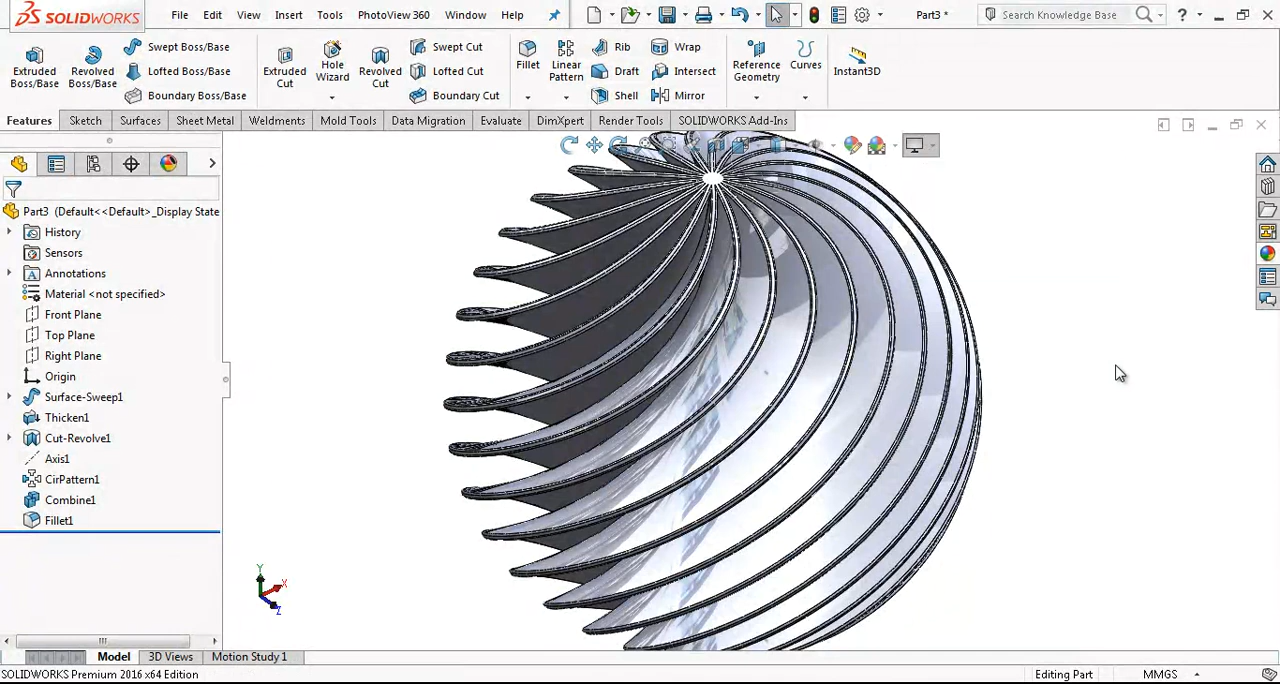 SOLIDWORKS File Edit View Insert Tools PhotoView 360 Window Help Part3 * Search Knowledge Base ?
Extruded Boss/Base
Revolved Boss/Base
Swept Boss/Base
Lofted Boss/Base
Boundary Boss/Base
Extruded Cut
Hole Wizard
Revolved Cut
Swept Cut
Lofted Cut
Boundary Cut
Fillet
Linear Pattern
Rib
Draft
Shell
Wrap
Intersect
Mirror
Reference Geometry
Curves
Instant3D
Features Sketch Surfaces Sheet Metal Weldments Mold Tools Data Migration Evaluate DimXpert Render Tools SOLIDWORKS Add-Ins
Part3 (Default<<Default>_Display State
History
Sensors
Annotations
Material <not specified>
Front Plane
Top Plane
Right Plane
Origin
Surface-Sweep1
Thicken1
Cut-Revolve1
Axis1
CirPattern1
Combine1
Fillet1
Y
X
Z
Model 3D Views Motion Study 1
SOLIDWORKS Premium 2016 x64 Edition Editing Part MMGS